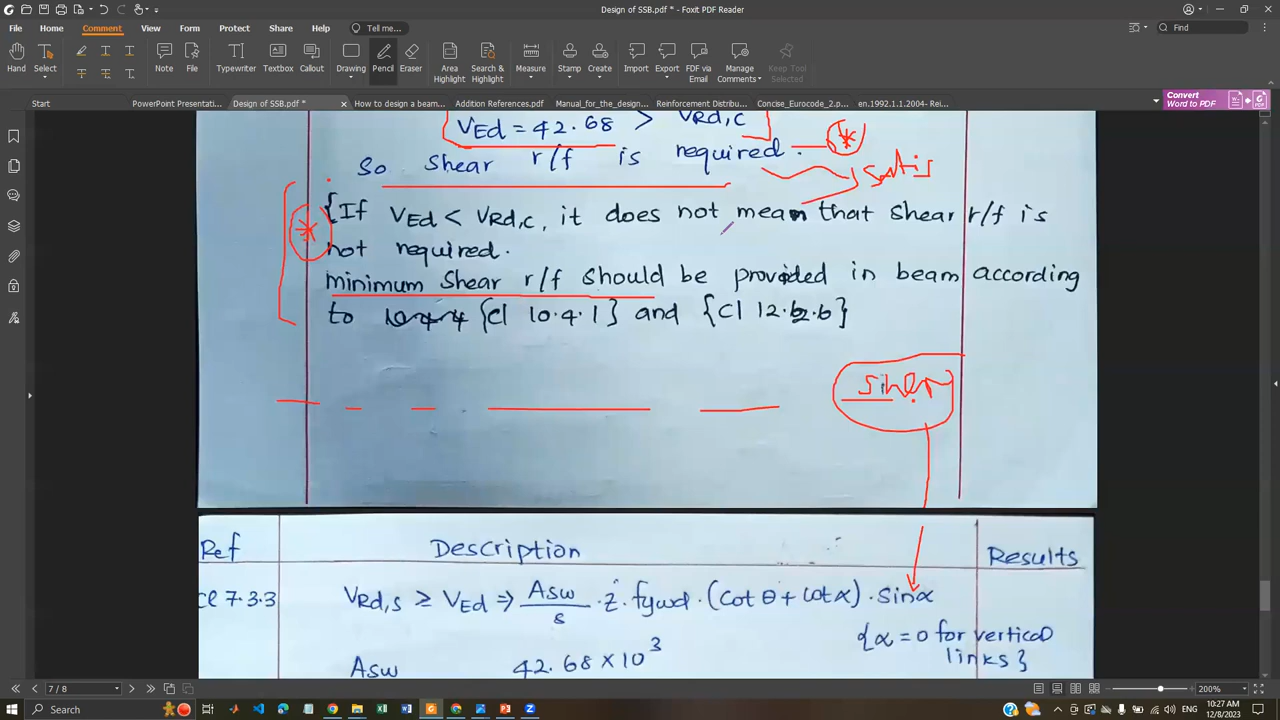 Design of SSB.pdf * - Foxit PDF Reader
File Home Comment View Form Protect Share Help Tell me... Find
Hand Select Note File Typewriter Textbox Callout Drawing Pencil Eraser Area Highlight Search & Highlight Measure Stamp Create Import Export FDF via Email Manage Comments Keep Tool Selected
Start PowerPoint Presentati... Design of SSB.pdf * How to design a beam... Addition References.pdf Manual_for_the_design... Reinforcement Distribu... Concise_Eurocode_2.p... en.1992.1.1.2004- Rei... Convert Word to PDF
VEd = 42.68 > VRd,c
So shear r/f is required.
Satis
{If VEd < VRd,c, it does not mean that shear r/f is
not required.
minimum shear r/f should be provided in beam according
to {Cl 10.4.1} and {Cl 12.2.6}
Ref Description Results
Cl 7.3.3 VRd,s ≥ VEd ⇒ Asw/s · z · fywd · (cot θ + cot α) · sin α
{α = 0 for vertical
links}
Asw 42.68 × 10³
7 / 8 200%
Search 10:27 AM
12/8/2023